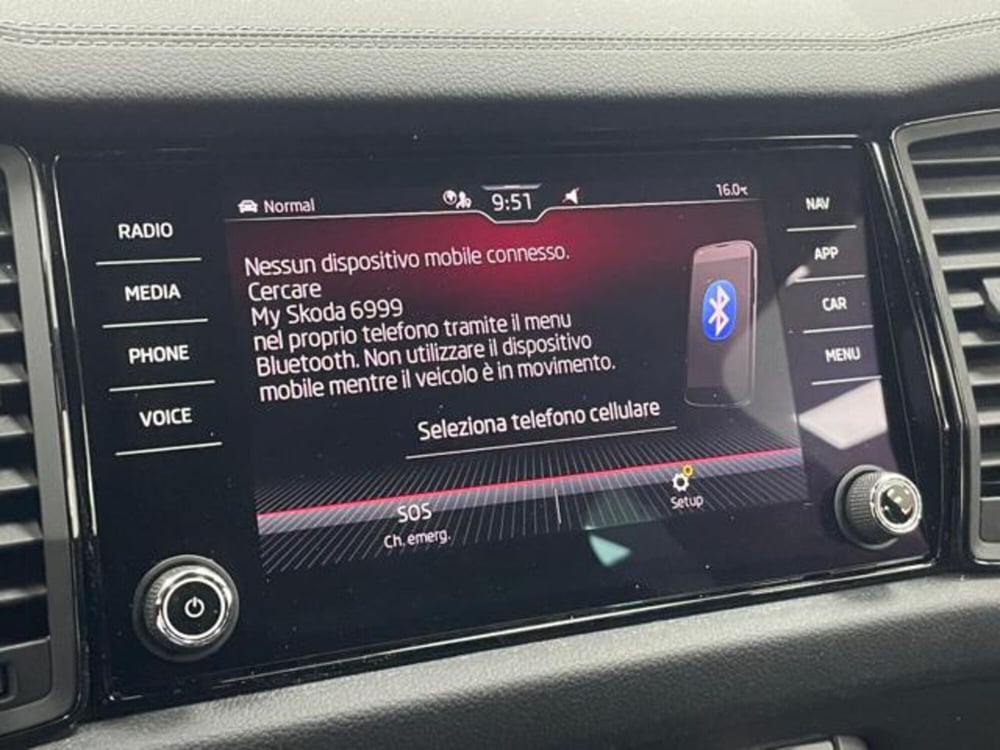 Normal
9:51
16.0°c
RADIO
MEDIA
PHONE
VOICE
Nessun dispositivo mobile connesso.
Cercare
My Skoda 6999
nel proprio telefono tramite il menu
Bluetooth. Non utilizzare il dispositivo
mobile mentre il veicolo è in movimento.
Seleziona telefono cellulare
SOS
Ch. emerg.
Setup
NAV
APP
CAR
MENU